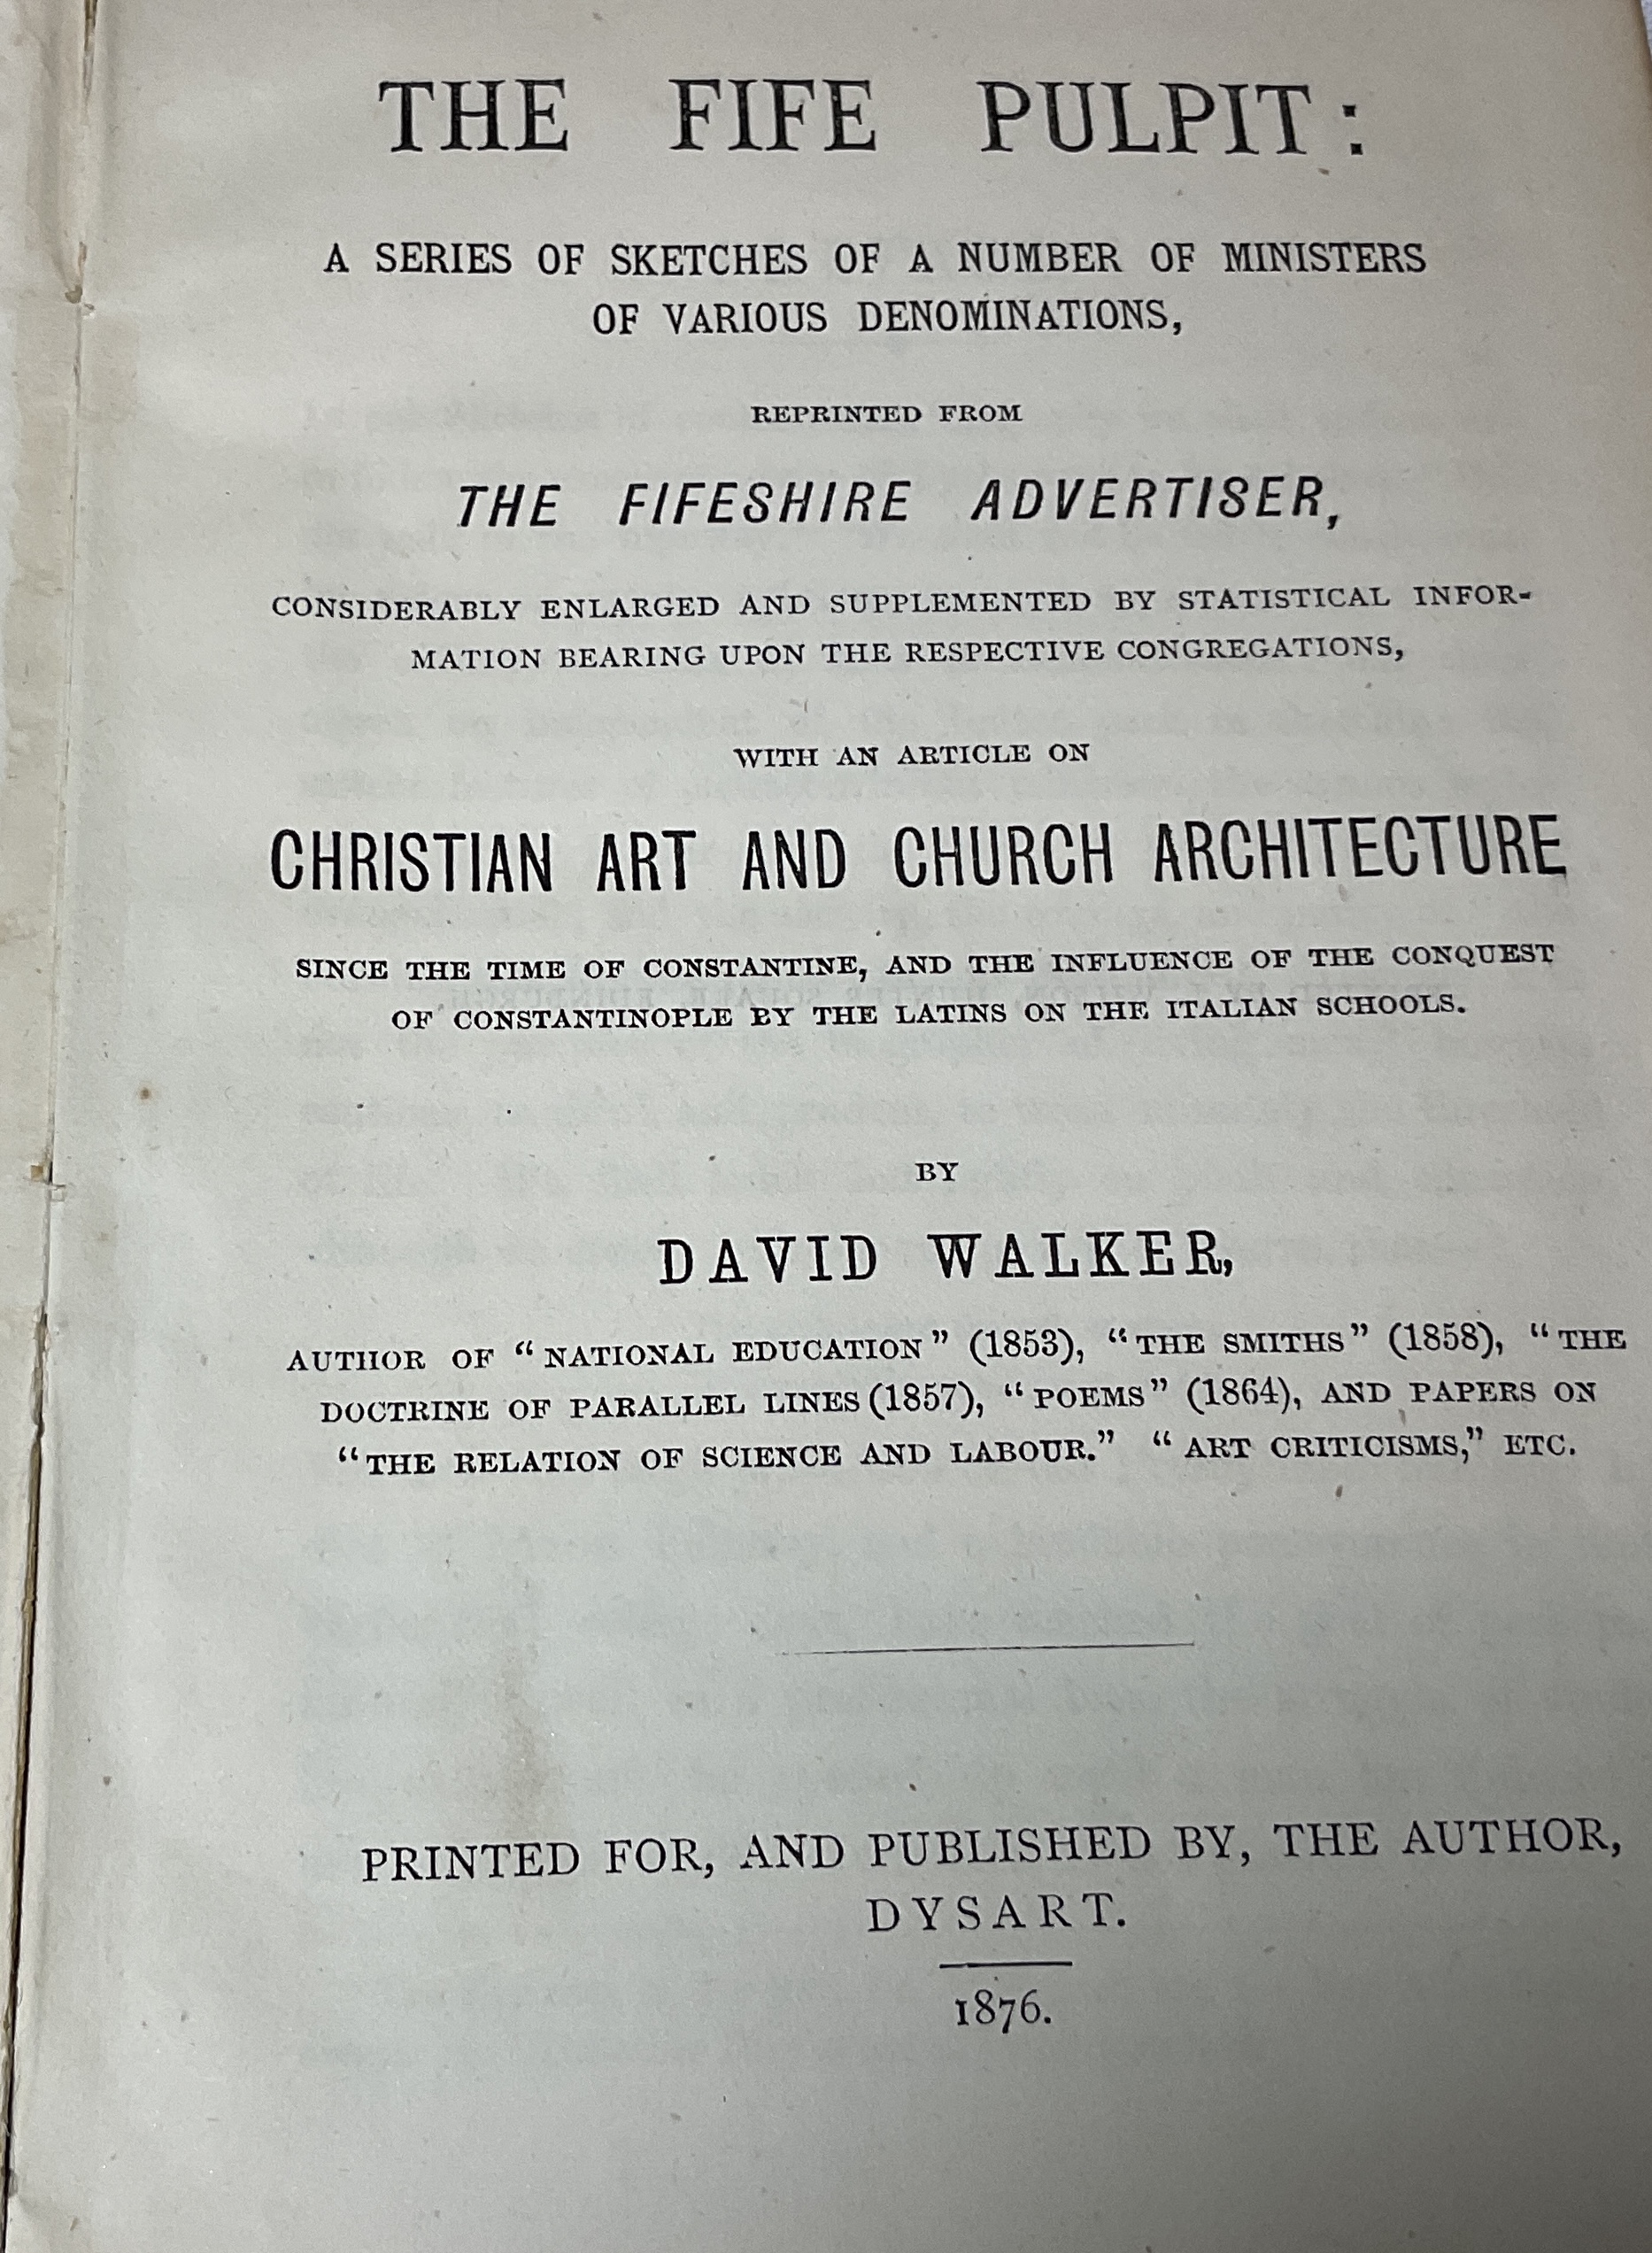 THE FIFE PULPIT:
A SERIES OF SKETCHES OF A NUMBER OF MINISTERS
OF VARIOUS DENOMINATIONS,
REPRINTED FROM
THE FIFESHIRE ADVERTISER,
CONSIDERABLY ENLARGED AND SUPPLEMENTED BY STATISTICAL INFOR-
MATION BEARING UPON THE RESPECTIVE CONGREGATIONS,
WITH AN ARTICLE ON
CHRISTIAN ART AND CHURCH ARCHITECTURE
SINCE THE TIME OF CONSTANTINE, AND THE INFLUENCE OF THE CONQUEST
OF CONSTANTINOPLE BY THE LATINS ON THE ITALIAN SCHOOLS.
BY
DAVID WALKER,
AUTHOR OF "NATIONAL EDUCATION" (1853), "THE SMITHS" (1858), "THE
DOCTRINE OF PARALLEL LINES (1857), "POEMS" (1864), AND PAPERS ON
"THE RELATION OF SCIENCE AND LABOUR." "ART CRITICISMS," ETC.
PRINTED FOR, AND PUBLISHED BY, THE AUTHOR,
DYSART.
1876.